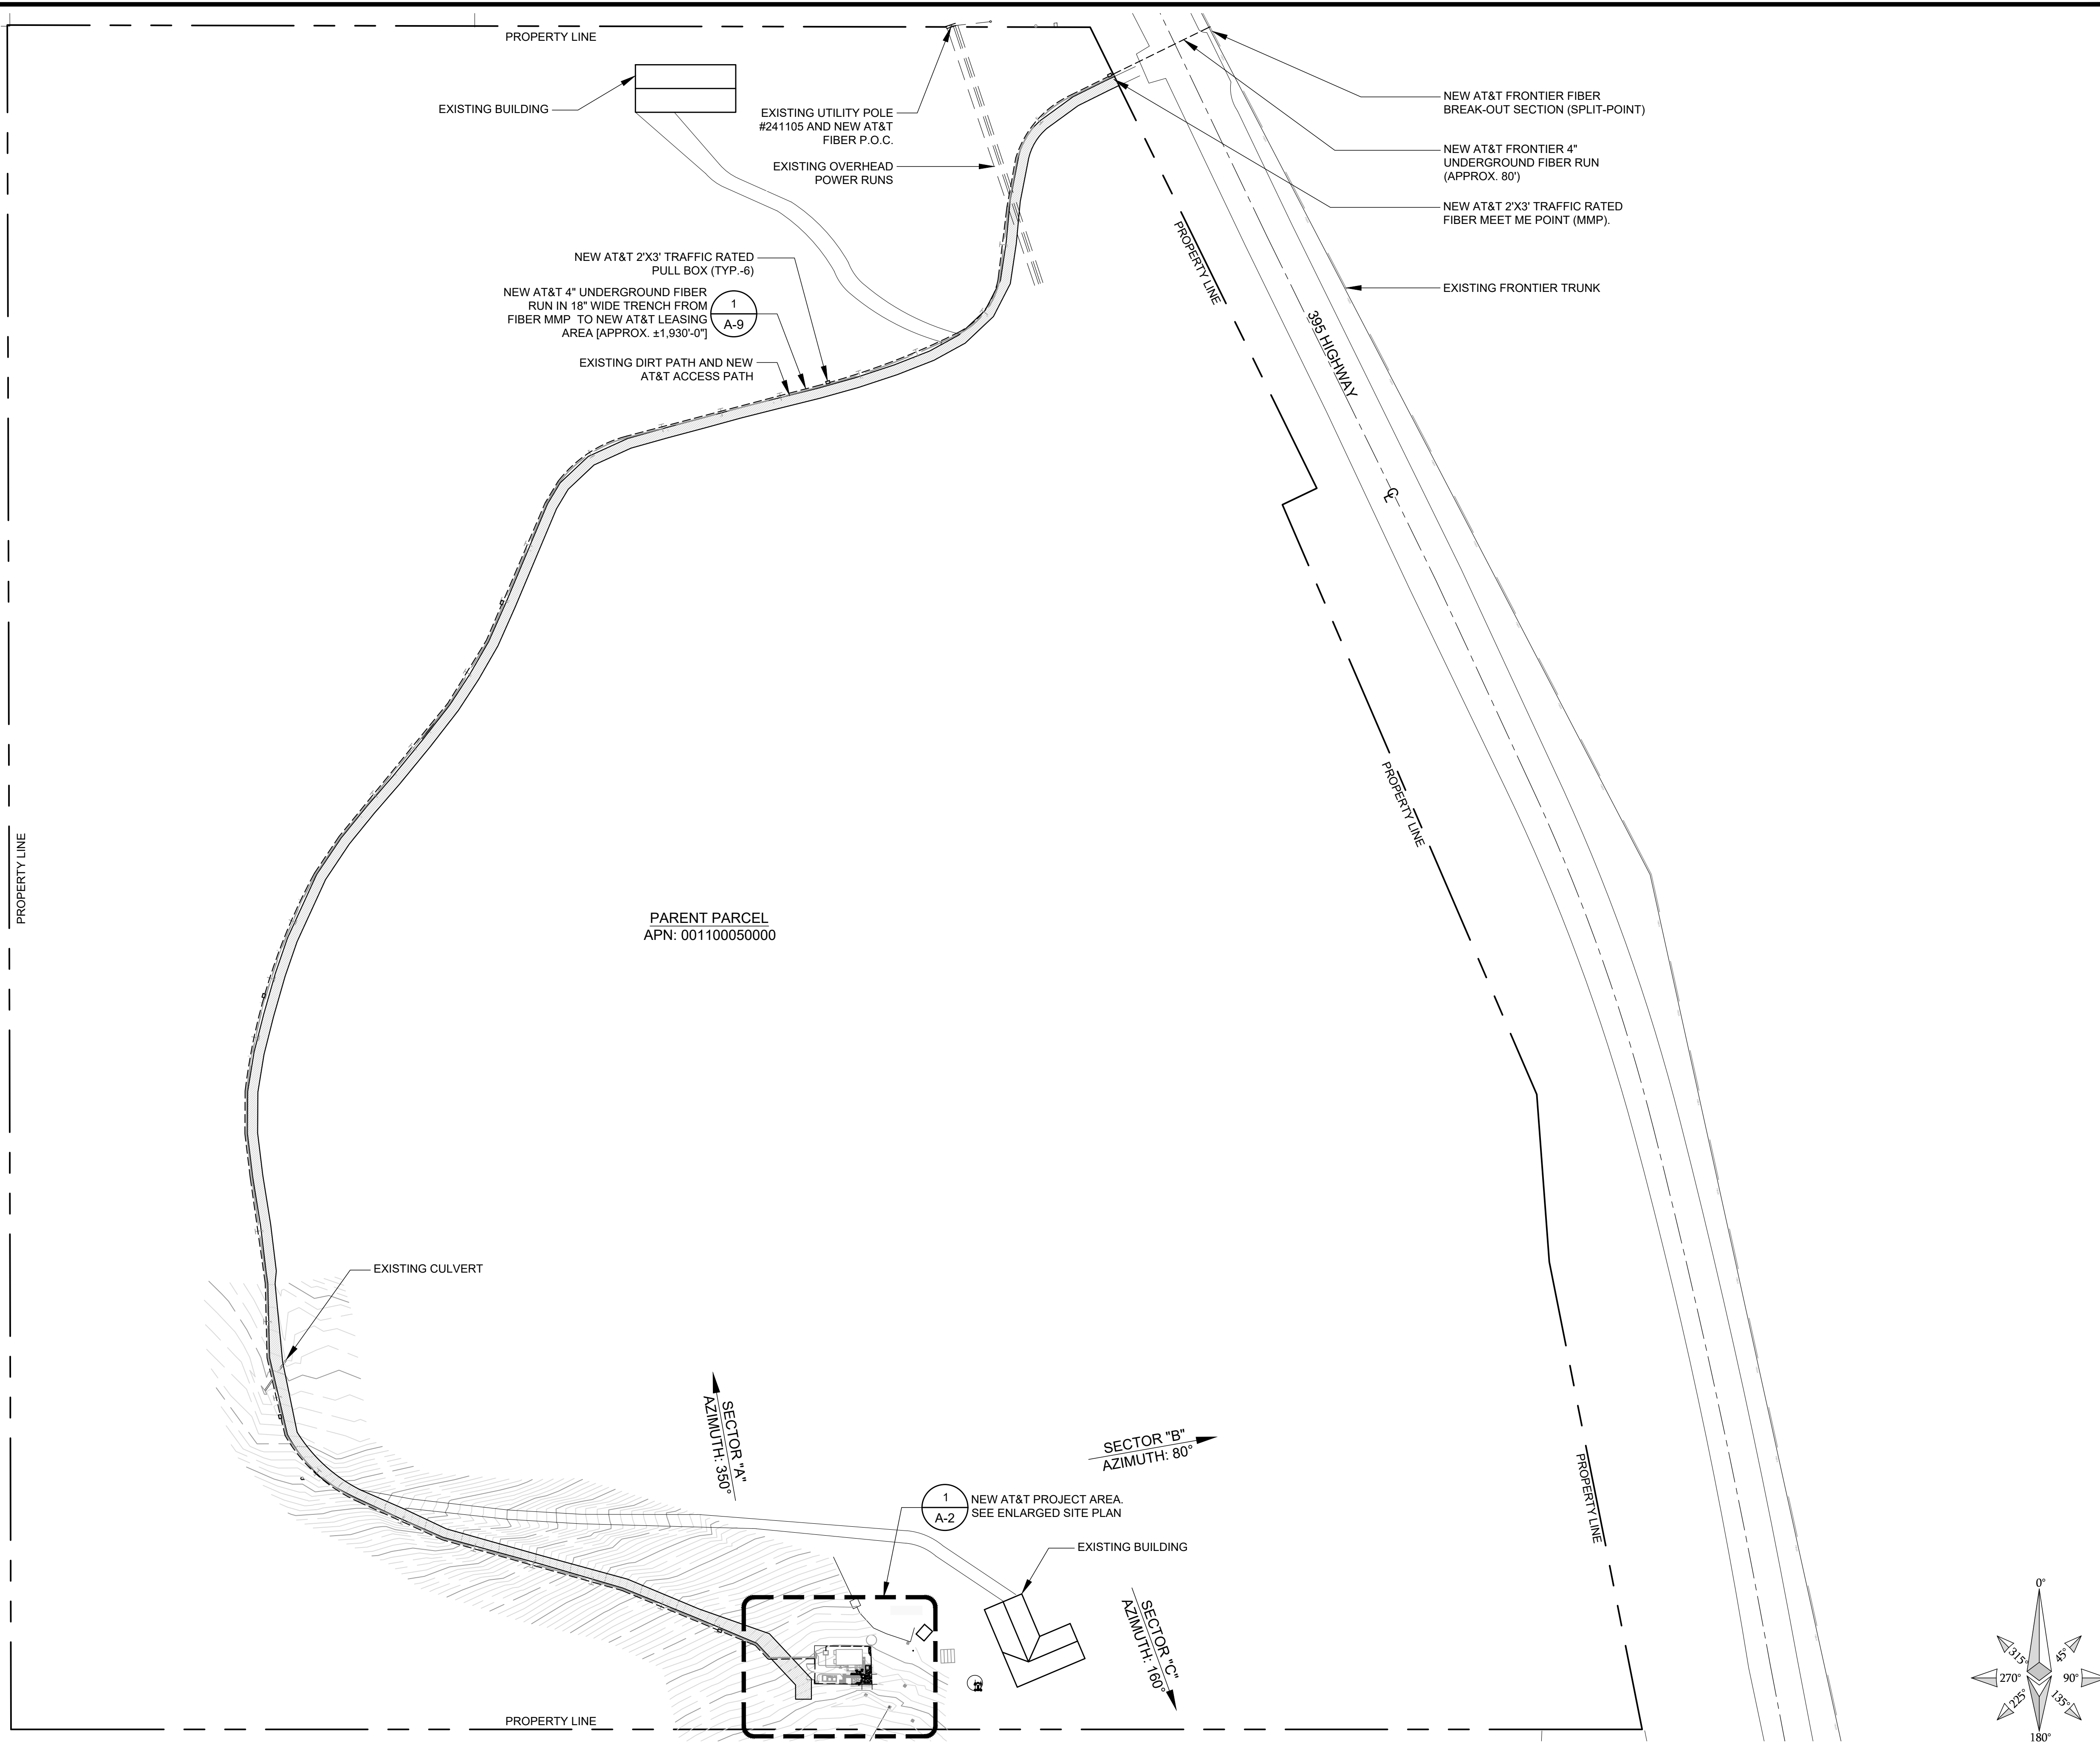 PROPERTY LINE
EXISTING BUILDING
EXISTING UTILITY POLE
#241105 AND NEW AT&T
FIBER P.O.C.
EXISTING OVERHEAD
POWER RUNS
NEW AT&T FRONTIER FIBER
BREAK-OUT SECTION (SPLIT-POINT)
NEW AT&T FRONTIER 4"
UNDERGROUND FIBER RUN
(APPROX. 80')
NEW AT&T 2'X3' TRAFFIC RATED
FIBER MEET ME POINT (MMP).
EXISTING FRONTIER TRUNK
PROPERTY LINE
395 HIGHWAY
NEW AT&T 2'X3' TRAFFIC RATED
PULL BOX (TYP.-6)
NEW AT&T 4" UNDERGROUND FIBER
RUN IN 18" WIDE TRENCH FROM
FIBER MMP TO NEW AT&T LEASING
AREA [APPROX. ±1,930'-0"]
1
A-9
EXISTING DIRT PATH AND NEW
AT&T ACCESS PATH
CL
PROPERTY LINE
PROPERTY LINE
PARENT PARCEL
APN: 001100050000
EXISTING CULVERT
SECTOR "A"
AZIMUTH: 350°
SECTOR "B"
AZIMUTH: 80°
1
A-2
NEW AT&T PROJECT AREA.
SEE ENLARGED SITE PLAN
EXISTING BUILDING
SECTOR "C"
AZIMUTH: 160°
PROPERTY LINE
PROPERTY LINE
0°
45°
90°
135°
180°
225°
270°
315°